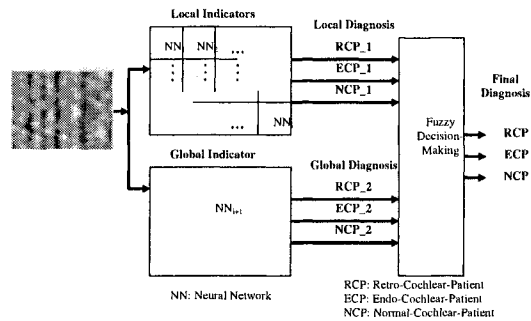 Local Indicators
Local Diagnosis
NN
NN
...
RCP_1
ECP_1
NCP_1
...
NN
Global Indicator
Global Diagnosis
NNi+1
RCP_2
ECP_2
NCP_2
Fuzzy
Decision-
Making
Final
Diagnosis
RCP
ECP
NCP
NN: Neural Network
RCP: Retro-Cochlear-Patient
ECP: Endo-Cochlear-Patient
NCP: Normal-Cochlear-Patient